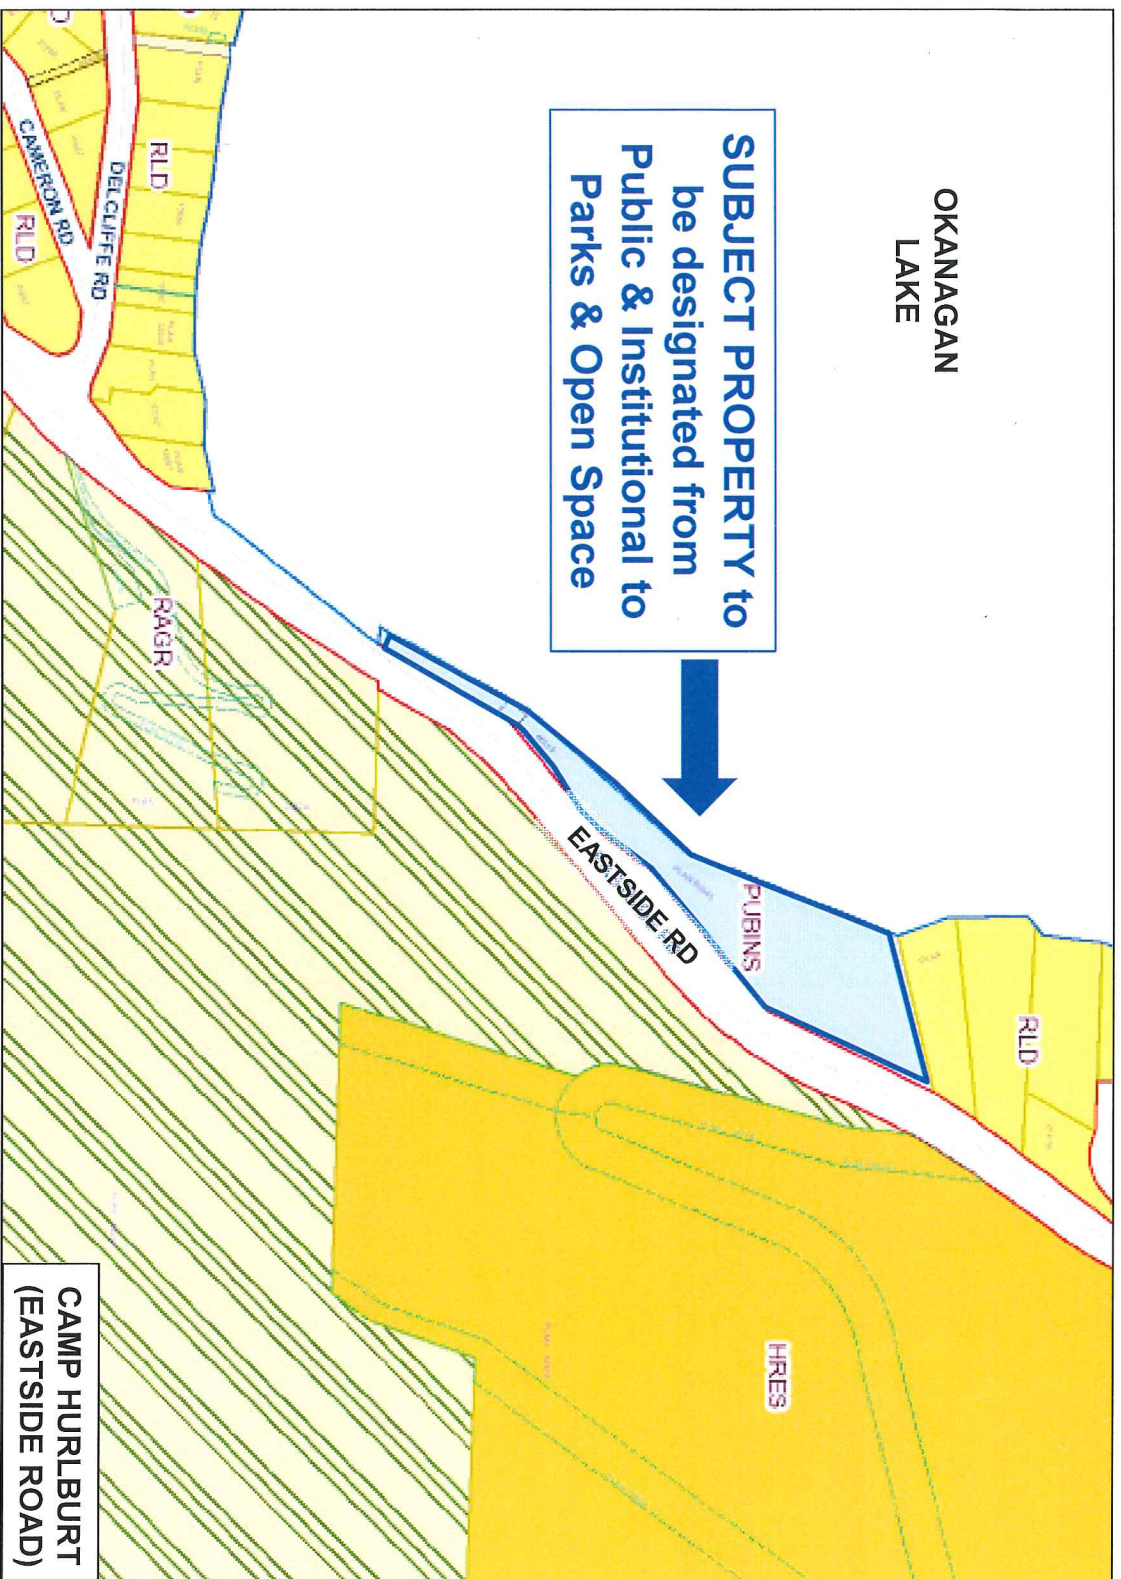 OKANAGAN
LAKE
SUBJECT PROPERTY to
be designated from
Public & Institutional to
Parks & Open Space
RLD
PUBINS
EASTSIDE RD
HRES
RLD
DELCLIFFE RD
CAMERON RD
RLD
RAGR
CAMP HURLBURT
(EASTSIDE ROAD)